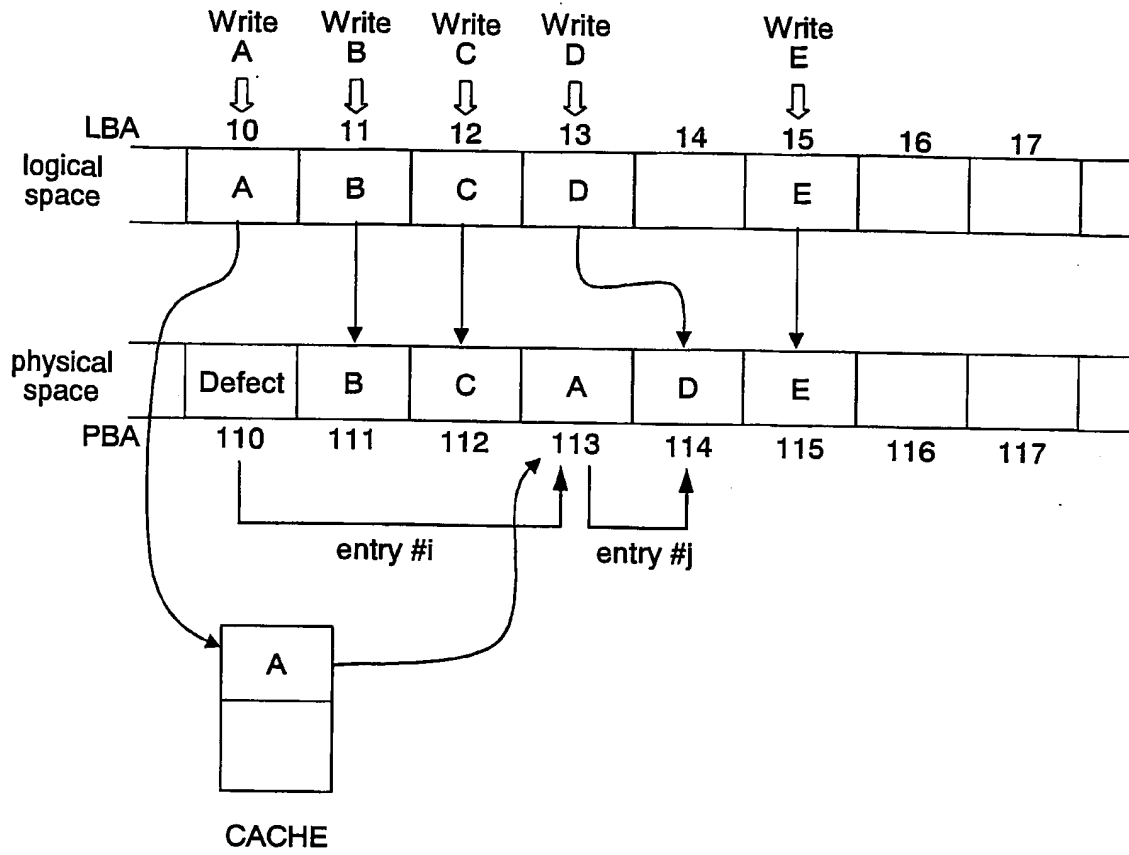 Write Write Write Write Write
A B C D E
LBA 10 11 12 13 14 15 16 17
logical
space
A B C D E
physical
space
Defect B C A D E
PBA 110 111 112 113 114 115 116 117
entry #i entry #j
A
CACHE